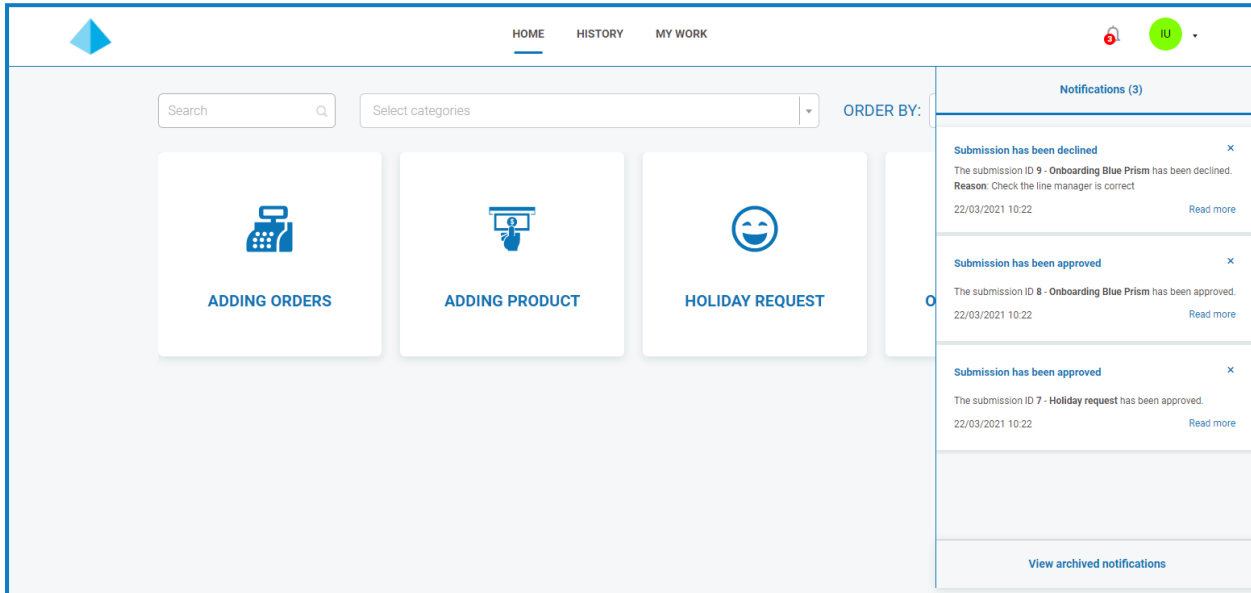 HOME HISTORY MY WORK
3
IU
Search
Select categories
ORDER BY:
ADDING ORDERS
ADDING PRODUCT
HOLIDAY REQUEST
O
Notifications (3)
Submission has been declined ×
The submission ID 9 - Onboarding Blue Prism has been declined.
Reason: Check the line manager is correct
22/03/2021 10:22 Read more
Submission has been approved ×
The submission ID 8 - Onboarding Blue Prism has been approved.
22/03/2021 10:22 Read more
Submission has been approved ×
The submission ID 7 - Holiday request has been approved.
22/03/2021 10:22 Read more
View archived notifications